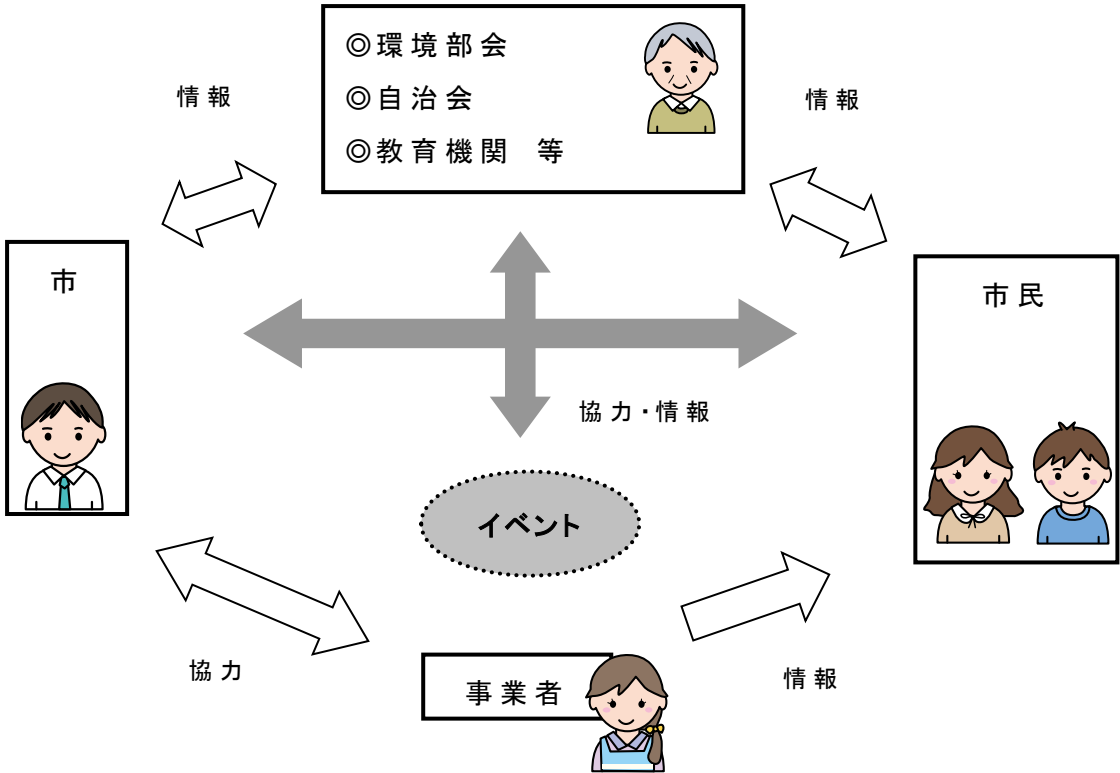 ◎環境部会
◎自治会
◎教育機関 等
情報
情報
市
市民
協力・情報
イベント
協力
事業者
情報